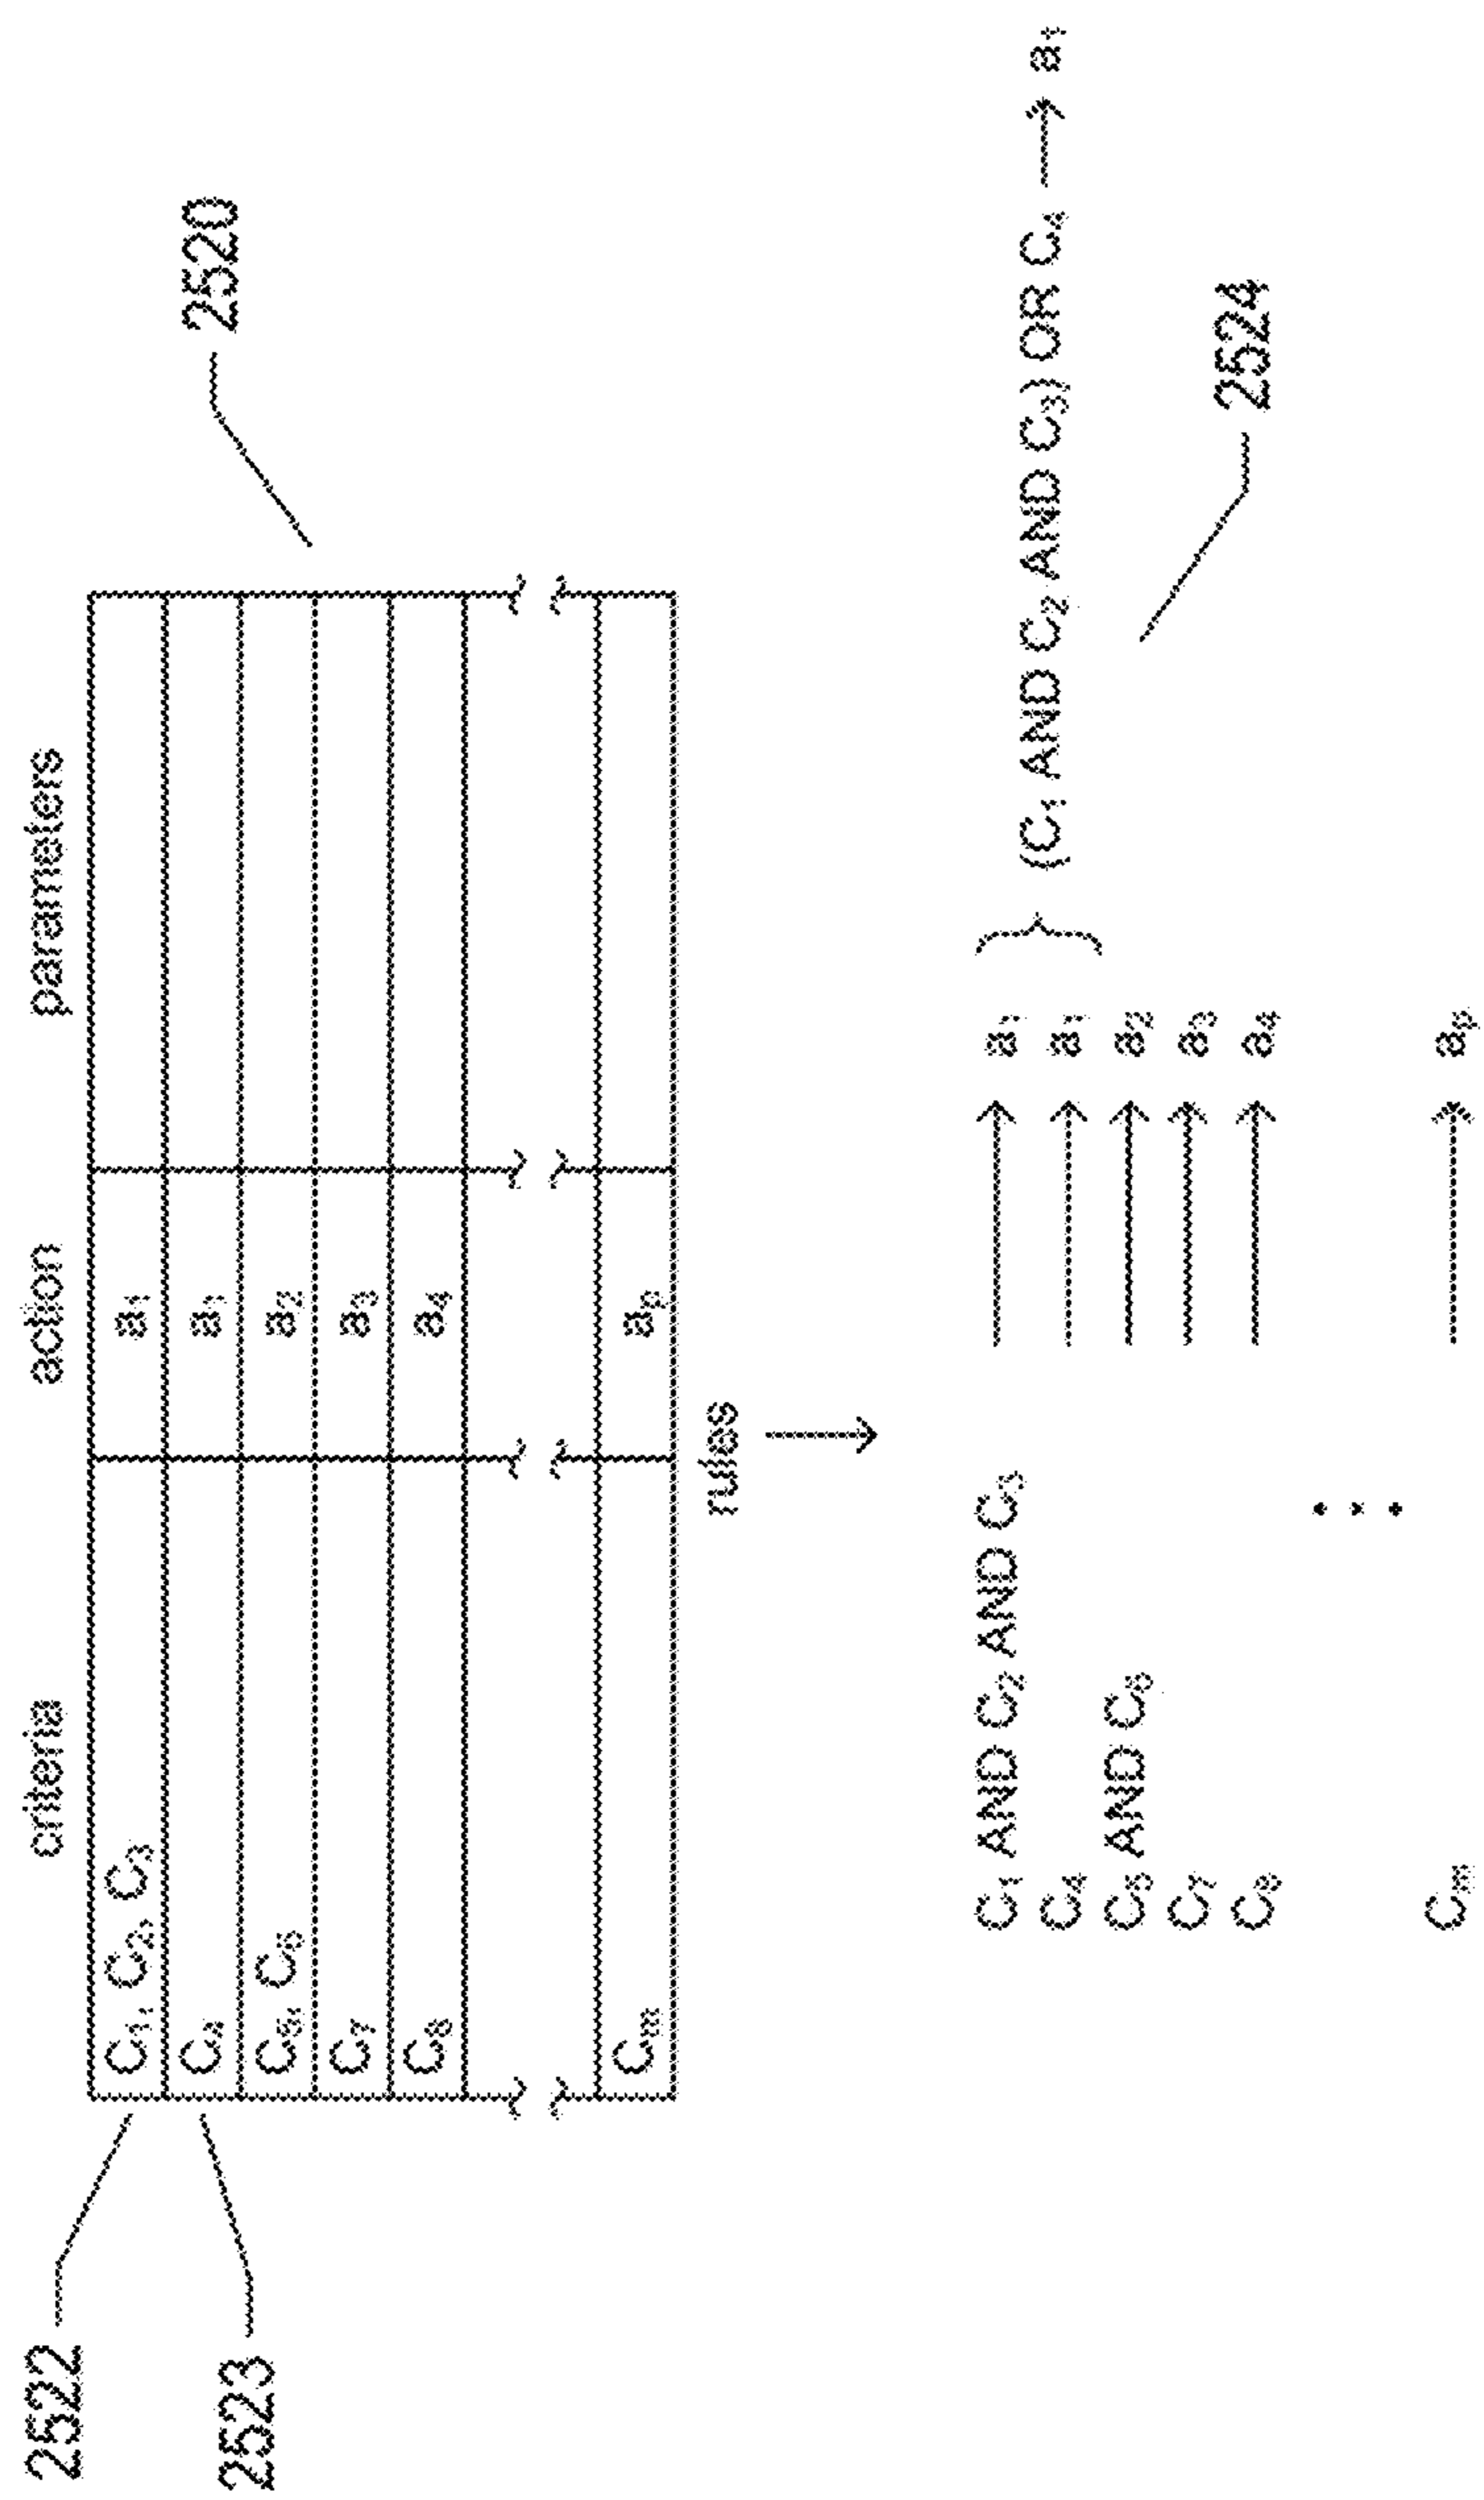 criteria action parameters
2522
C₁, C₂, C₃ a₁
2520
2523
C₄ a₁
C₅, C₆ a₂
C₇ a₃
C₈ a₄
Cₘ aₚ
rules
C₁ AND C₂ AND C₃ → a₁
C₄ → a₁
} (C₁ AND C₂ AND C₃) OR C₄ → a₁
C₅ AND C₆ → a₂
C₇ → a₃
C₈ → a₄
2524
Cₘ → aₚ